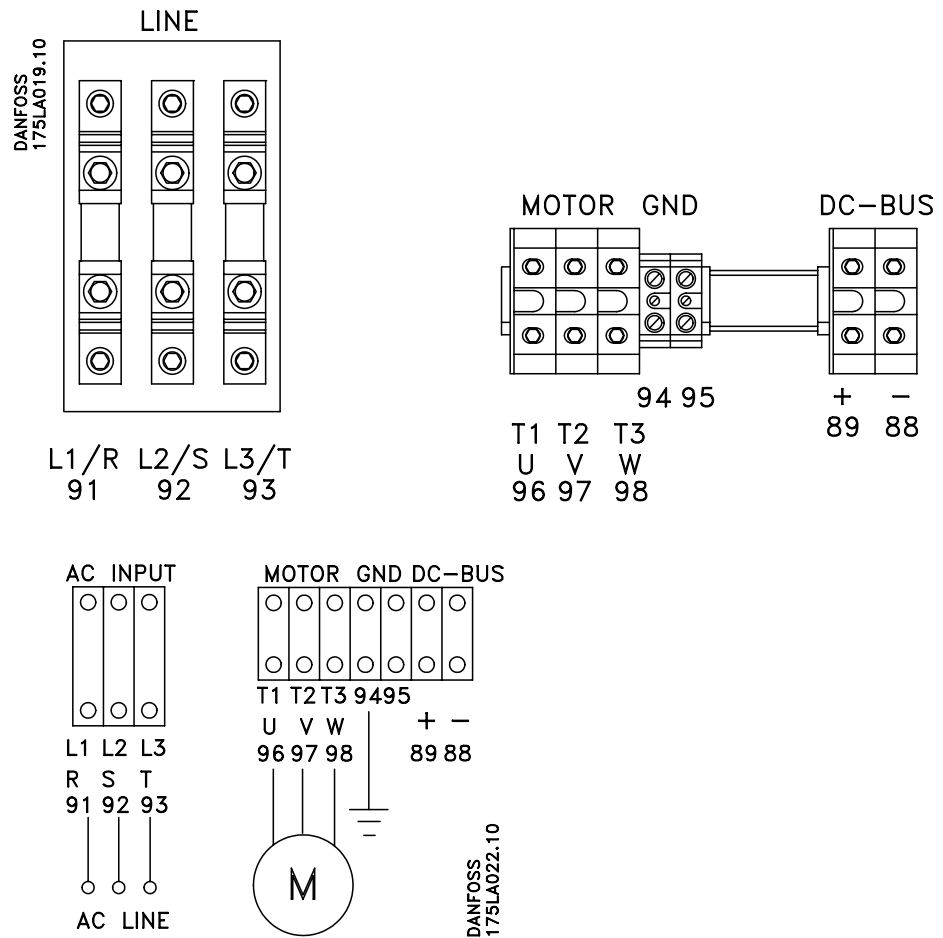 LINE
DANFOSS
175LA019.10
L1/R L2/S L3/T
91 92 93
MOTOR GND DC-BUS
94 95
+ −
89 88
T1 T2 T3
U V W
96 97 98
AC INPUT
L1 L2 L3
R S T
91 92 93
AC LINE
MOTOR GND DC-BUS
T1 T2 T3 9495
U V W + −
96 97 98 89 88
M
DANFOSS
175LA022.10